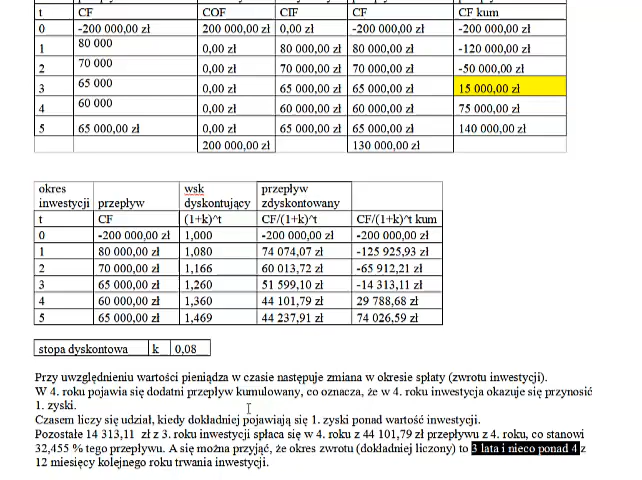 t CF COF CIF CF CF kum
0 -200 000,00 zł 200 000,00 zł 0,00 zł -200 000,00 zł -200 000,00 zł
1 80 000 0,00 zł 80 000,00 zł 80 000,00 zł -120 000,00 zł
2 70 000 0,00 zł 70 000,00 zł 70 000,00 zł -50 000,00 zł
3 65 000 0,00 zł 65 000,00 zł 65 000,00 zł 15 000,00 zł
4 60 000 0,00 zł 60 000,00 zł 60 000,00 zł 75 000,00 zł
5 65 000,00 zł 0,00 zł 65 000,00 zł 65 000,00 zł 140 000,00 zł
200 000,00 zł 130 000,00 zł
okres wsk przepływ
inwestycji przepływ dyskontujący zdyskontowany
t CF (1+k)^t CF/(1+k)^t CF/(1+k)^t kum
0 -200 000,00 zł 1,000 -200 000,00 zł -200 000,00 zł
1 80 000,00 zł 1,080 74 074,07 zł -125 925,93 zł
2 70 000,00 zł 1,166 60 013,72 zł -65 912,21 zł
3 65 000,00 zł 1,260 51 599,10 zł -14 313,11 zł
4 60 000,00 zł 1,360 44 101,79 zł 29 788,68 zł
5 65 000,00 zł 1,469 44 237,91 zł 74 026,59 zł
stopa dyskontowa k 0,08
Przy uwzględnieniu wartości pieniądza w czasie następuje zmiana w okresie spłaty (zwrotu inwestycji).
W 4. roku pojawia się dodatni przepływ kumulowany, co oznacza, że w 4. roku inwestycja okazuje się przynosić
1. zyski.
Czasem liczy się udział, kiedy dokładniej pojawiają się 1. zyski ponad wartość inwestycji.
Pozostałe 14 313,11 zł z 3. roku inwestycji spłaca się w 4. roku z 44 101,79 zł przepływu z 4. roku, co stanowi
32,455 % tego przepływu. A się można przyjąć, że okres zwrotu (dokładniej liczony) to 3 lata i nieco ponad 4 z
12 miesięcy kolejnego roku trwania inwestycji.